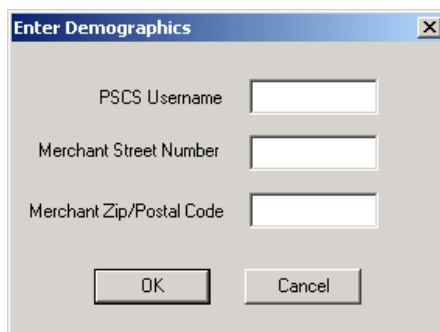 Enter Demographics
PSCS Username
Merchant Street Number
Merchant Zip/Postal Code
OK Cancel